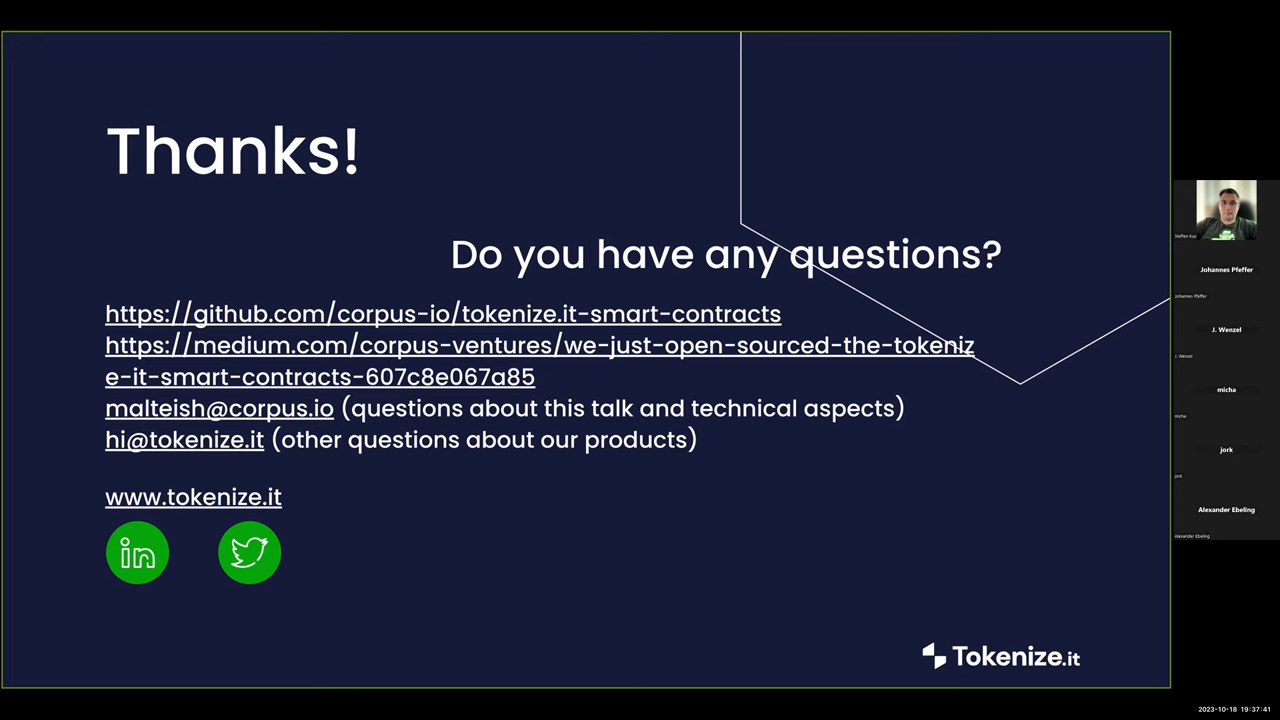 Thanks!
Do you have any questions?
https://github.com/corpus-io/tokenize.it-smart-contracts
https://medium.com/corpus-ventures/we-just-open-sourced-the-tokeniz
e-it-smart-contracts-607c8e067a85
malteish@corpus.io (questions about this talk and technical aspects)
hi@tokenize.it (other questions about our products)
www.tokenize.it
in
Tokenize.it
Steffen
Johannes Pfeffer
Johannes Pfeffer
J. Wenzel
J. Wenzel
micha
micha
jork
jork
Alexander Ebeling
Alexander Ebeling
2023-10-18 19:37:41